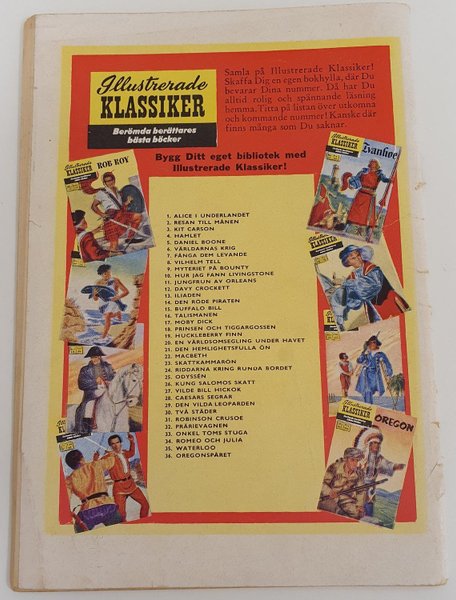 Illustrerade
KLASSIKER
Berömda berättares
bästa böcker
Samla på Illustrerade Klassiker!
Skaffa Dig en egen bokhylla, där Du
bevarar Dina nummer. Då har Du
alltid rolig och spännande läsning
hemma. Titta på listan över utkomna
och kommande nummer! Kanske där
finns många som Du saknar.
Bygg Ditt eget bibliotek med
Illustrerade Klassiker!
Illustrerade
KLASSIKER
ROB ROY
Illustrerade
KLASSIKER
Ivanhoe
1. ALICE I UNDERLANDET
2. RESAN TILL MÅNEN
3. KIT CARSON
4. HAMLET
5. DANIEL BOONE
6. VÄRLDARNAS KRIG
7. FÅNGA DEM LEVANDE
8. VILHELM TELL
9. MYTERIET PÅ BOUNTY
10. HUR JAG FANN LIVINGSTONE
11. JUNGFRUN AV ORLEANS
12. DAVY CROCKETT
13. ILIADEN
14. DEN RÖDE PIRATEN
15. BUFFALO BILL
16. TALISMANEN
17. MOBY DICK
18. PRINSEN OCH TIGGARGOSSEN
19. HUCKLEBERRY FINN
20. EN VÄRLDSOMSEGLING UNDER HAVET
21. DEN HEMLIGHETSFULLA ÖN
22. MACBETH
23. SKATTKAMMARÖN
24. RIDDARNA KRING RUNDA BORDET
25. ODYSSÉN
26. KUNG SALOMOS SKATT
27. VILDE BILL HICKOK
28. CAESARS SEGRAR
29. DEN VILDA LEOPARDEN
30. TVÅ STÄDER
31. ROBINSON CRUSOE
32. PRÄRIEVAGNEN
33. ONKEL TOMS STUGA
34. ROMEO OCH JULIA
35. WATERLOO
36. OREGONSPÅRET
Illustrerade
KLASSIKER
OREGON